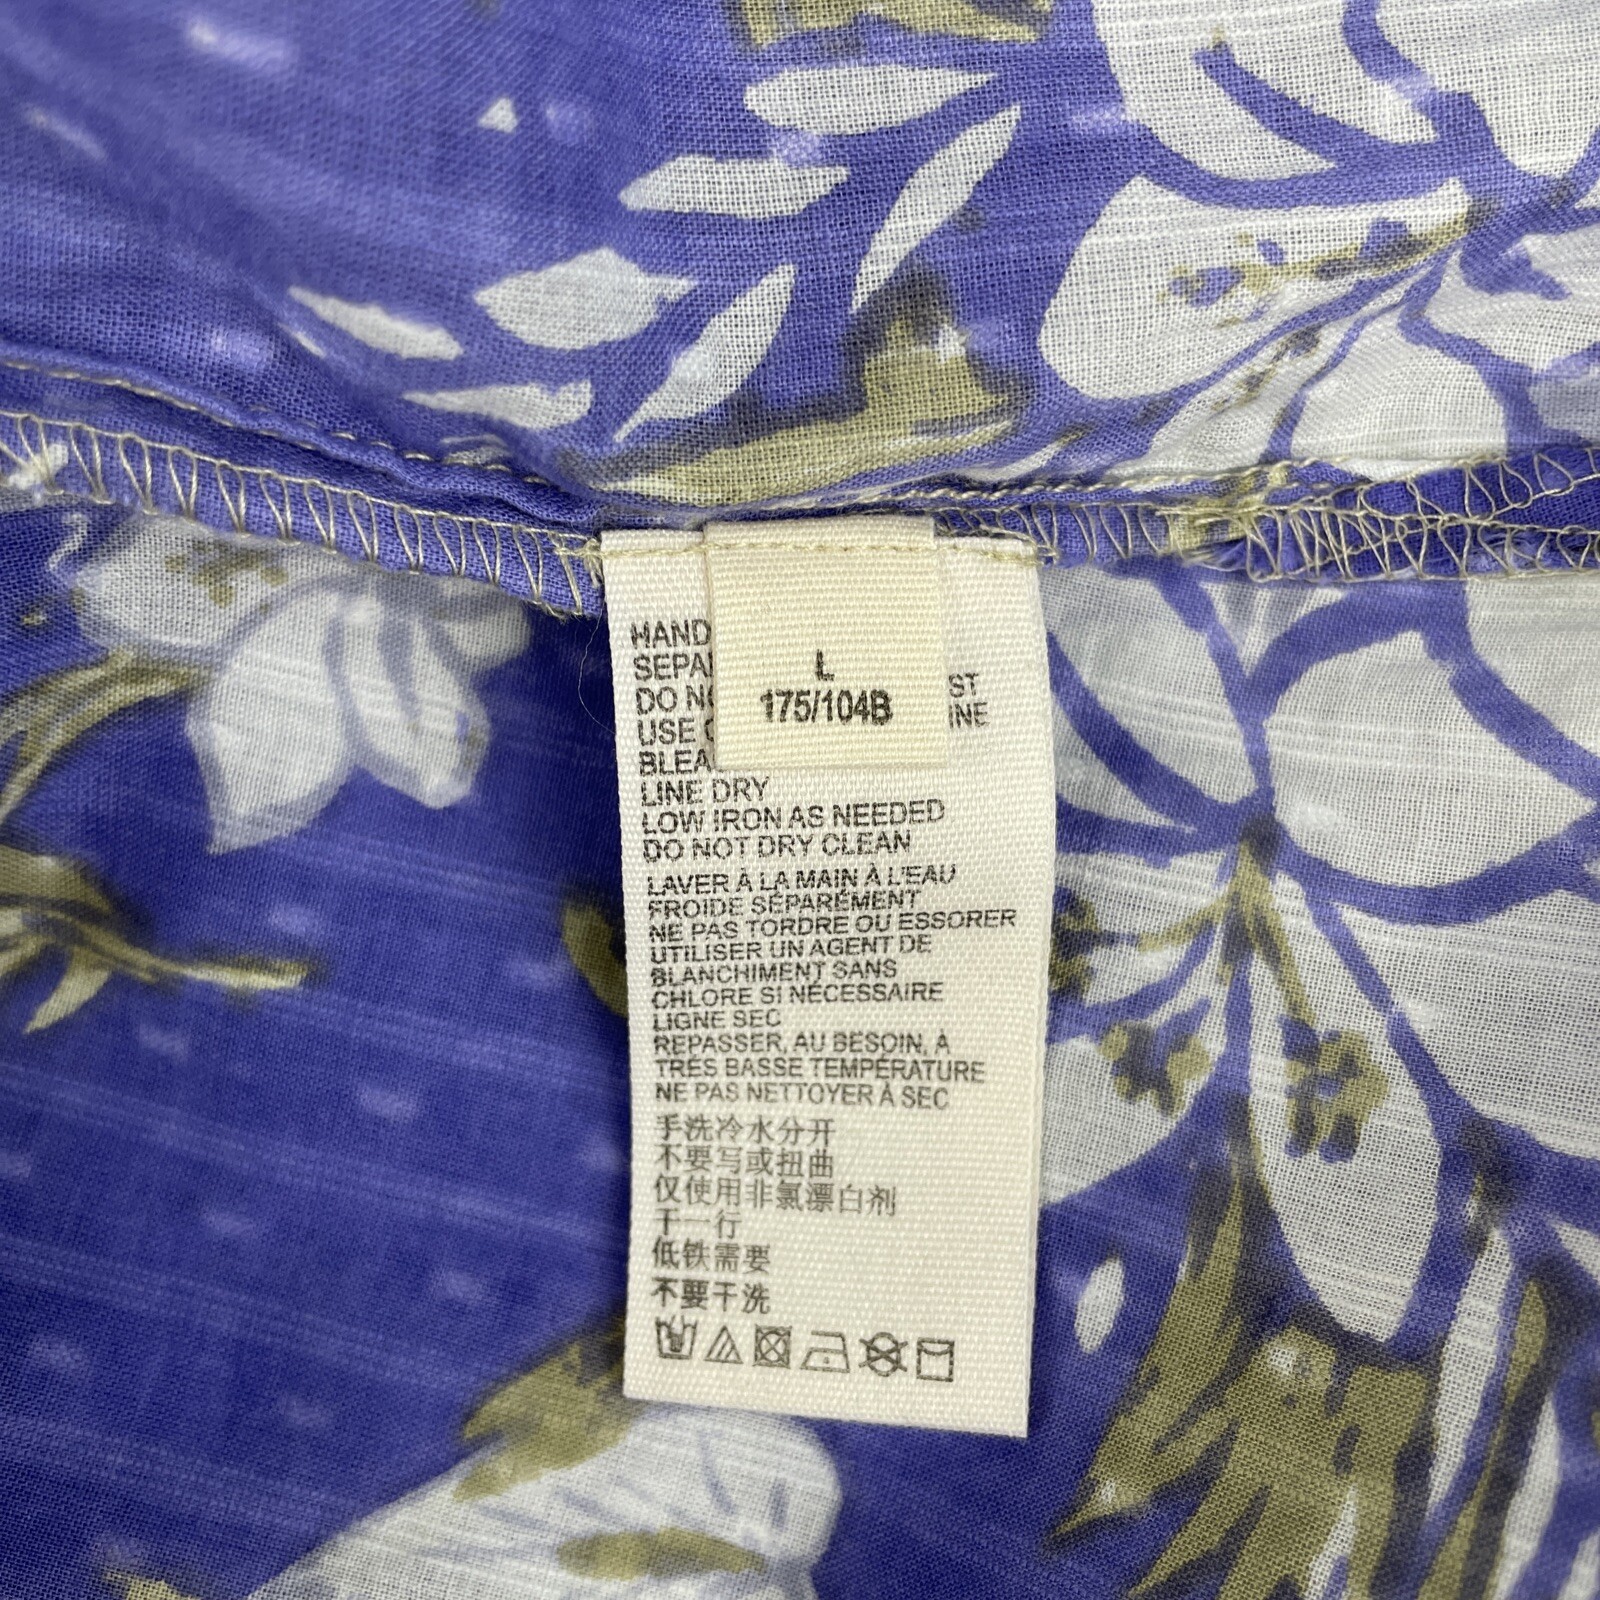 L
175/104B
HAND
DO
USE
LINE DRY
LOW IRON AS NEEDED
DO NOT DRY CLEAN
LAVER À LA MAIN À L'EAU
FROIDE SÉPARÉMENT
NE PAS TORDRE OU ESSORER
UTILISER UN AGENT DE
BLANCHIMENT SANS
CHLORE SI NÉCESSAIRE
LIGNE SEC
REPASSER, AU BESOIN, À
TRÈS BASSE TEMPÉRATURE
NE PAS NETTOYER À SEC
手洗冷水分开
不要写或扭曲
仅使用非氯漂白剂
干一行
低铁需要
不要干洗